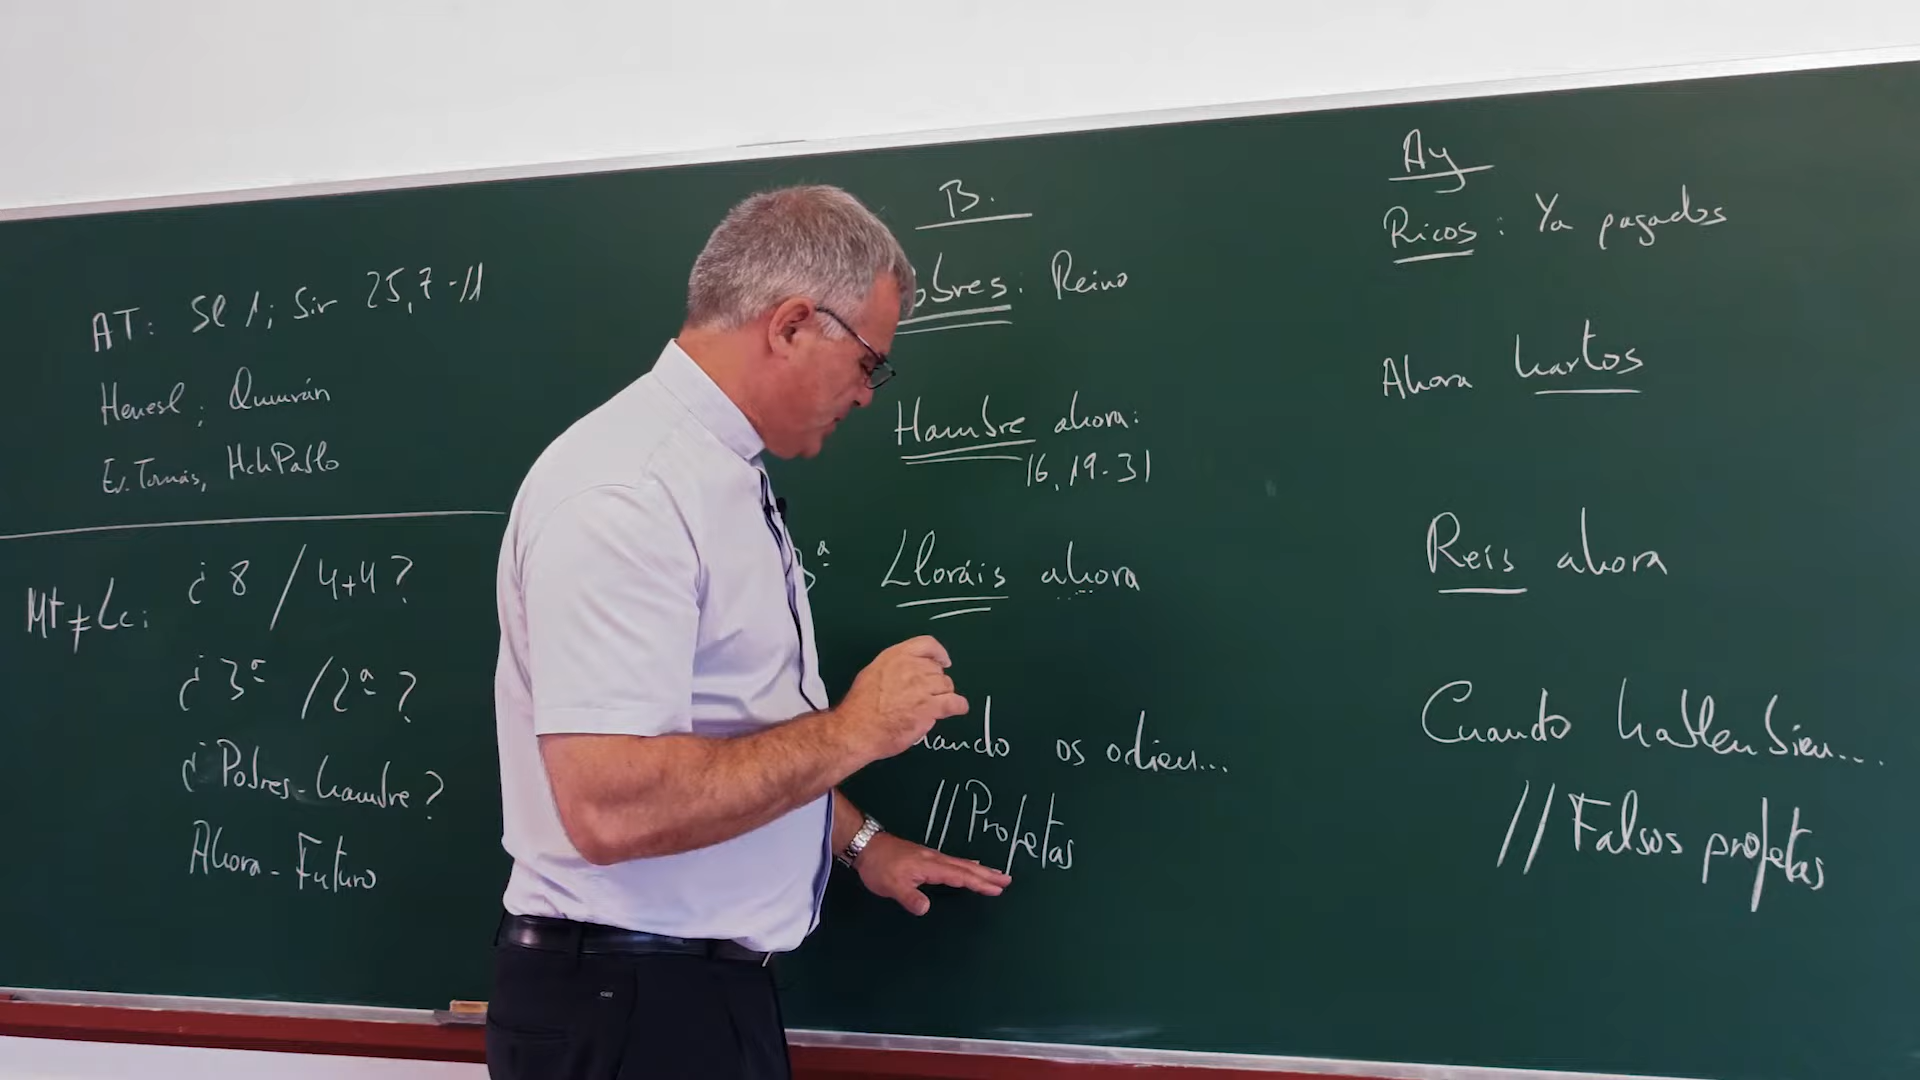 AT: Sl 1; Sir 25,7-11
Henesl; Qumrán
Ev. Tomás, HchPablo
Mt ≠ Lc:
¿ 8 / 4+4 ?
¿ 3ª / 2ª ?
¿ Pobres-hambre ?
Ahora - Futuro
B.
obres: Reino
Hambre ahora:
16, 19-31
3ª Lloráis ahora
uando os odien...
// Profetas
Ay
Ricos: Ya pagados
Ahora hartos
Reís ahora
Cuando hablen bien...
// Falsos profetas